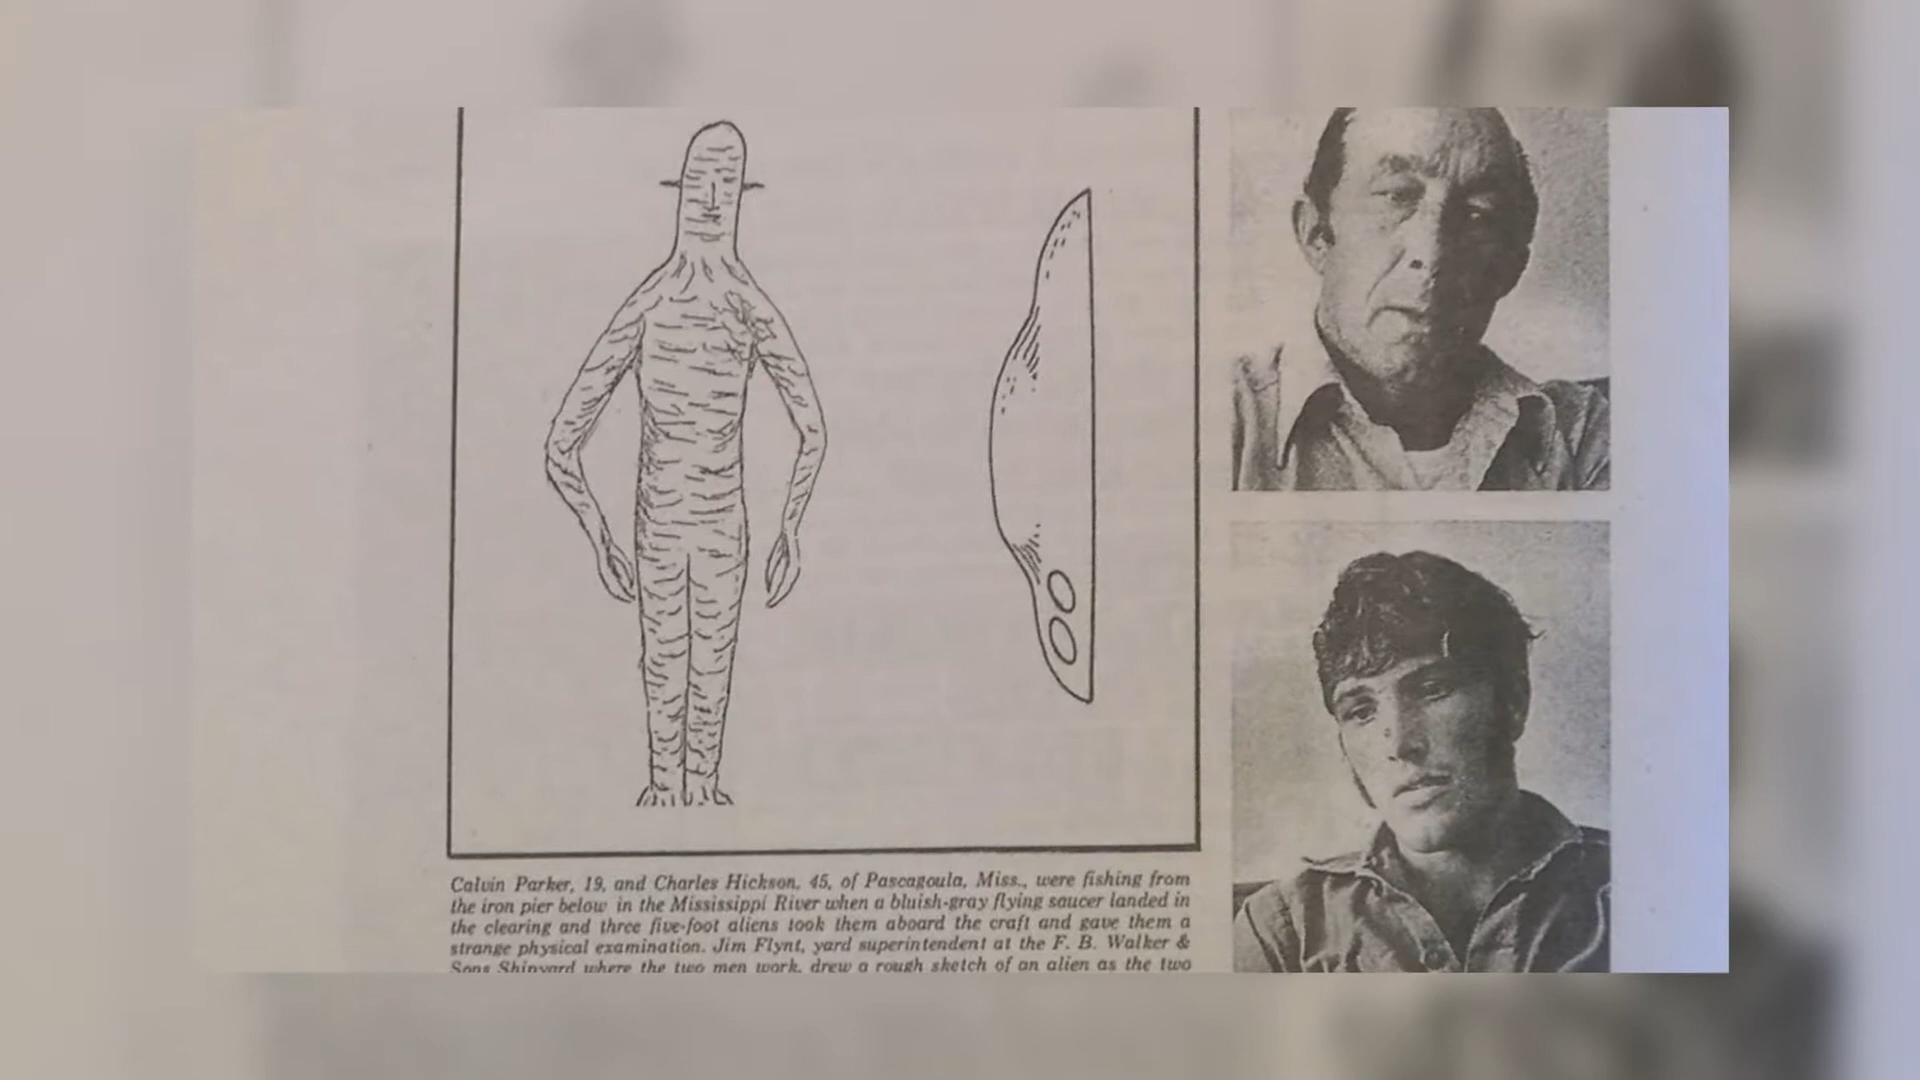 Calvin Parker, 19, and Charles Hickson, 45, of Pascagoula, Miss., were fishing from
the iron pier below in the Mississippi River when a bluish-gray flying saucer landed in
the clearing and three five-foot aliens took them aboard the craft and gave them a
strange physical examination. Jim Flynt, yard superintendent at the F. B. Walker &
Sons Shipyard where the two men work, drew a rough sketch of an alien as the two